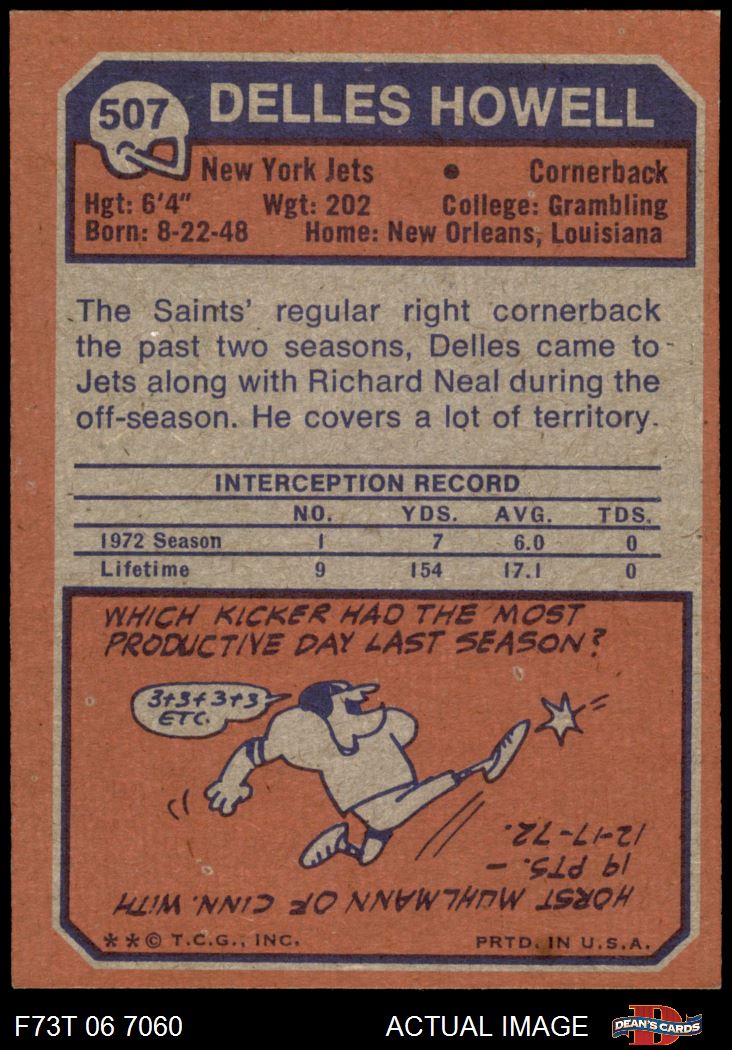 507
DELLES HOWELL
New York Jets • Cornerback
Hgt: 6'4" Wgt: 202 College: Grambling
Born: 8-22-48 Home: New Orleans, Louisiana
The Saints' regular right cornerback
the past two seasons, Delles came to
Jets along with Richard Neal during the
off-season. He covers a lot of territory.
INTERCEPTION RECORD
NO. YDS. AVG. TDS.
1972 Season 1 7 6.0 0
Lifetime 9 154 17.1 0
WHICH KICKER HAD THE MOST
PRODUCTIVE DAY LAST SEASON?
3+3+3+3
ETC.
HORST MUHLMANN OF CINN. WITH
19 PTS. –
12-17-72.
**© T.C.G., INC. PRTD. IN U.S.A.
F73T 06 7060 ACTUAL IMAGE
D
DEAN'S CARDS